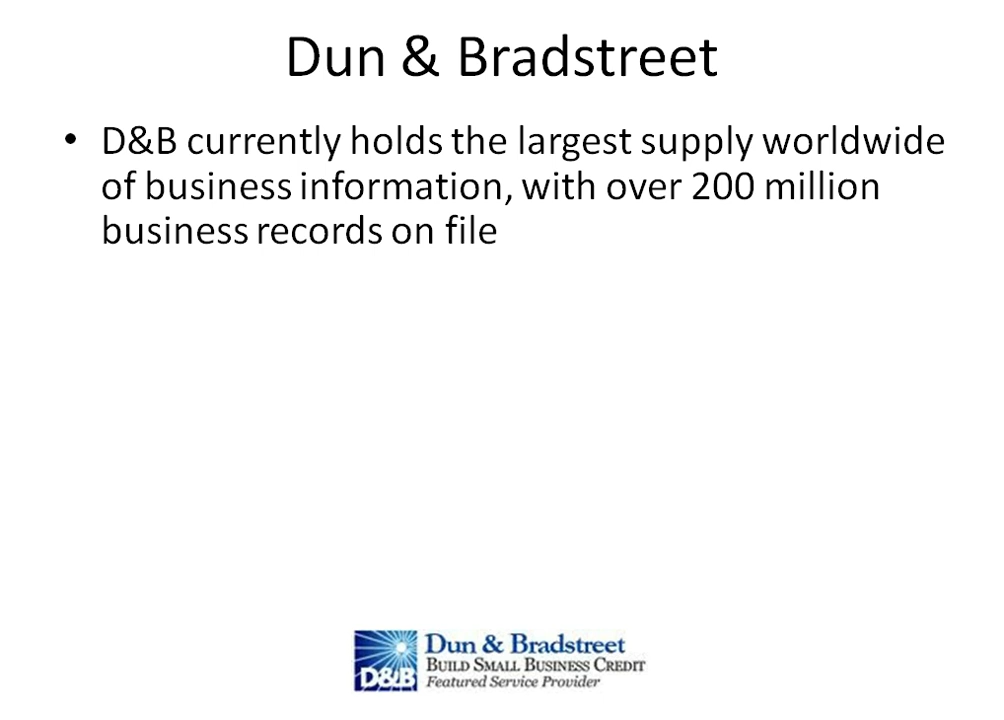 Dun & Bradstreet
• D&B currently holds the largest supply worldwide
of business information, with over 200 million
business records on file
D&B
Dun & Bradstreet
BUILD SMALL BUSINESS CREDIT
Featured Service Provider